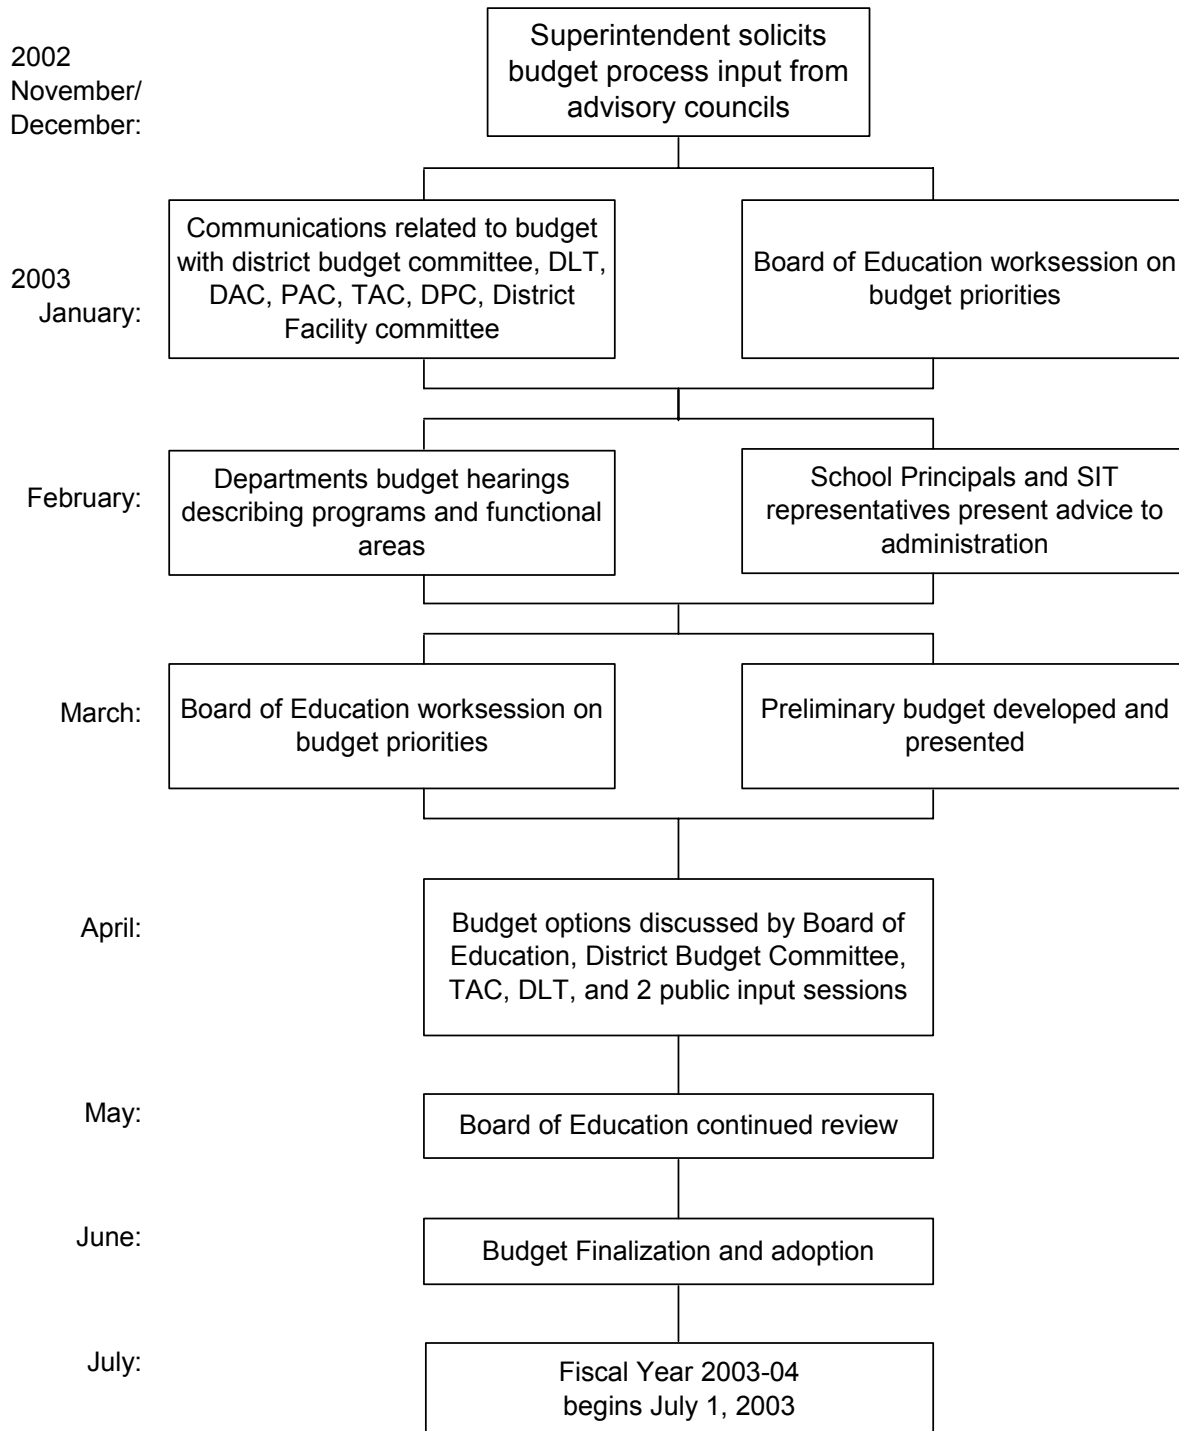 2002
November/
December:
Superintendent solicits
budget process input from
advisory councils
2003
January:
Communications related to budget
with district budget committee, DLT,
DAC, PAC, TAC, DPC, District
Facility committee
Board of Education worksession on
budget priorities
February:
Departments budget hearings
describing programs and functional
areas
School Principals and SIT
representatives present advice to
administration
March:
Board of Education worksession on
budget priorities
Preliminary budget developed and
presented
April:
Budget options discussed by Board of
Education, District Budget Committee,
TAC, DLT, and 2 public input sessions
May:
Board of Education continued review
June:
Budget Finalization and adoption
July:
Fiscal Year 2003-04
begins July 1, 2003